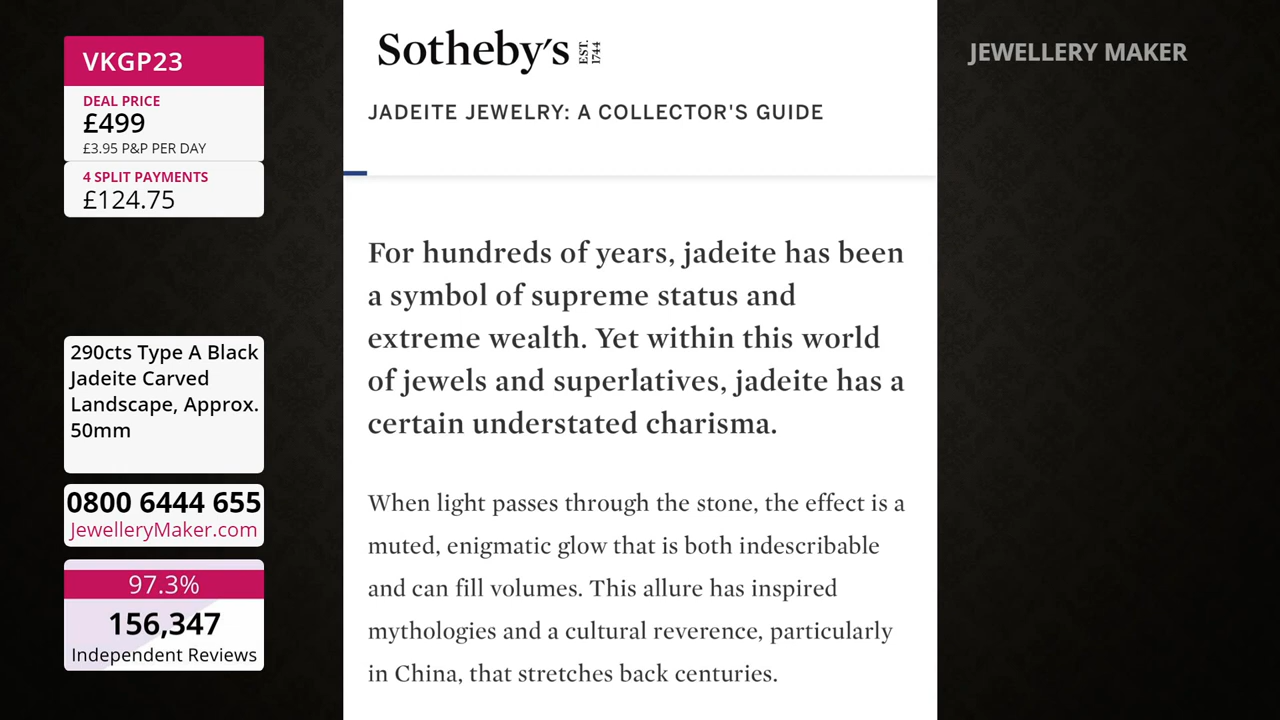 VKGP23
DEAL PRICE
£499
£3.95 P&P PER DAY
4 SPLIT PAYMENTS
£124.75
290cts Type A Black
Jadeite Carved
Landscape, Approx.
50mm
0800 6444 655
JewelleryMaker.com
97.3%
156,347
Independent Reviews
Sotheby's EST. 1744
JADEITE JEWELRY: A COLLECTOR'S GUIDE
For hundreds of years, jadeite has been
a symbol of supreme status and
extreme wealth. Yet within this world
of jewels and superlatives, jadeite has a
certain understated charisma.
When light passes through the stone, the effect is a
muted, enigmatic glow that is both indescribable
and can fill volumes. This allure has inspired
mythologies and a cultural reverence, particularly
in China, that stretches back centuries.
JEWELLERY MAKER